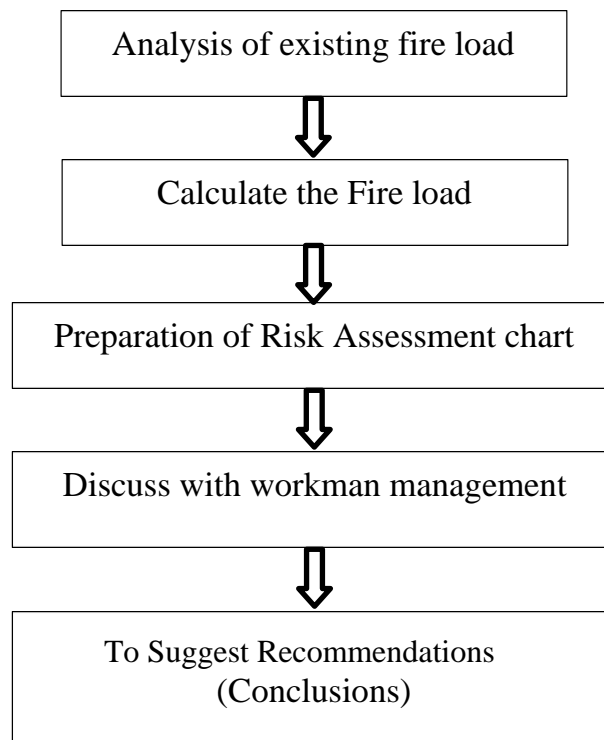 Analysis of existing fire load
Calculate the Fire load
Preparation of Risk Assessment chart
Discuss with workman management
To Suggest Recommendations
(Conclusions)